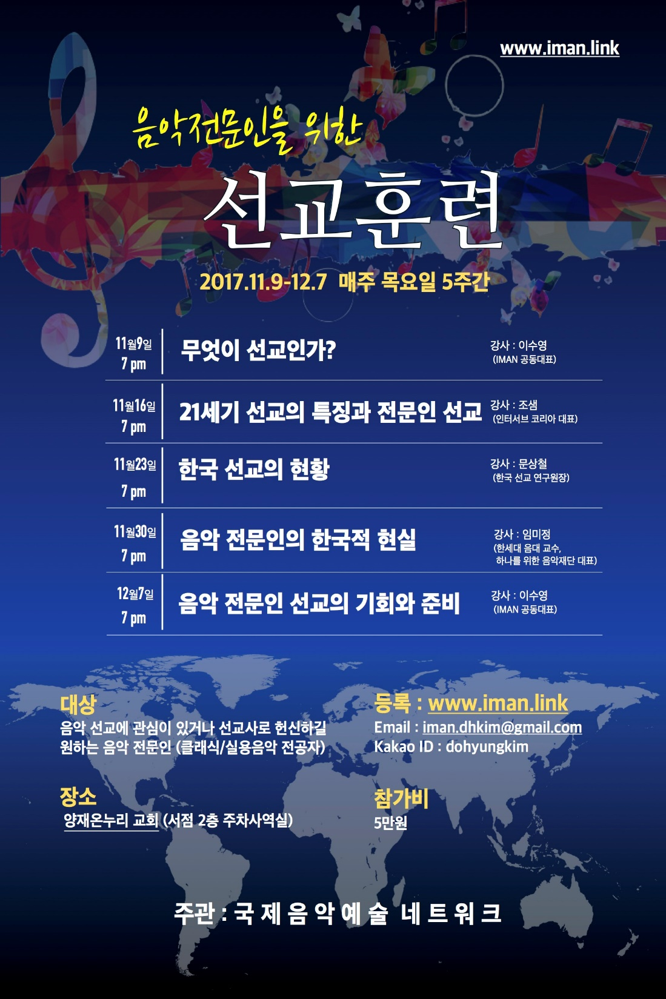 www.iman.link
음악전문인을 위한
선교훈련
2017.11.9-12.7 매주 목요일 5주간
11월9일
7 pm
무엇이 선교인가?
강사 : 이수영
(IMAN 공동대표)
11월16일
7 pm
21세기 선교의 특징과 전문인 선교
강사 : 조샘
(인터서브 코리아 대표)
11월23일
7 pm
한국 선교의 현황
강사 : 문상철
(한국 선교 연구원장)
11월30일
7 pm
음악 전문인의 한국적 현실
강사 : 임미정
(한세대 음대 교수,
하나를 위한 음악재단 대표)
12월7일
7 pm
음악 전문인 선교의 기회와 준비
강사 : 이수영
(IMAN 공동대표)
대상
음악 선교에 관심이 있거나 선교사로 헌신하길
원하는 음악 전문인 (클래식/실용음악 전공자)
등록 : www.iman.link
Email : iman.dhkim@gmail.com
Kakao ID : dohyungkim
장소
양재온누리 교회 (서점 2층 주차사역실)
참가비
5만원
주관 : 국제음악예술 네트워크